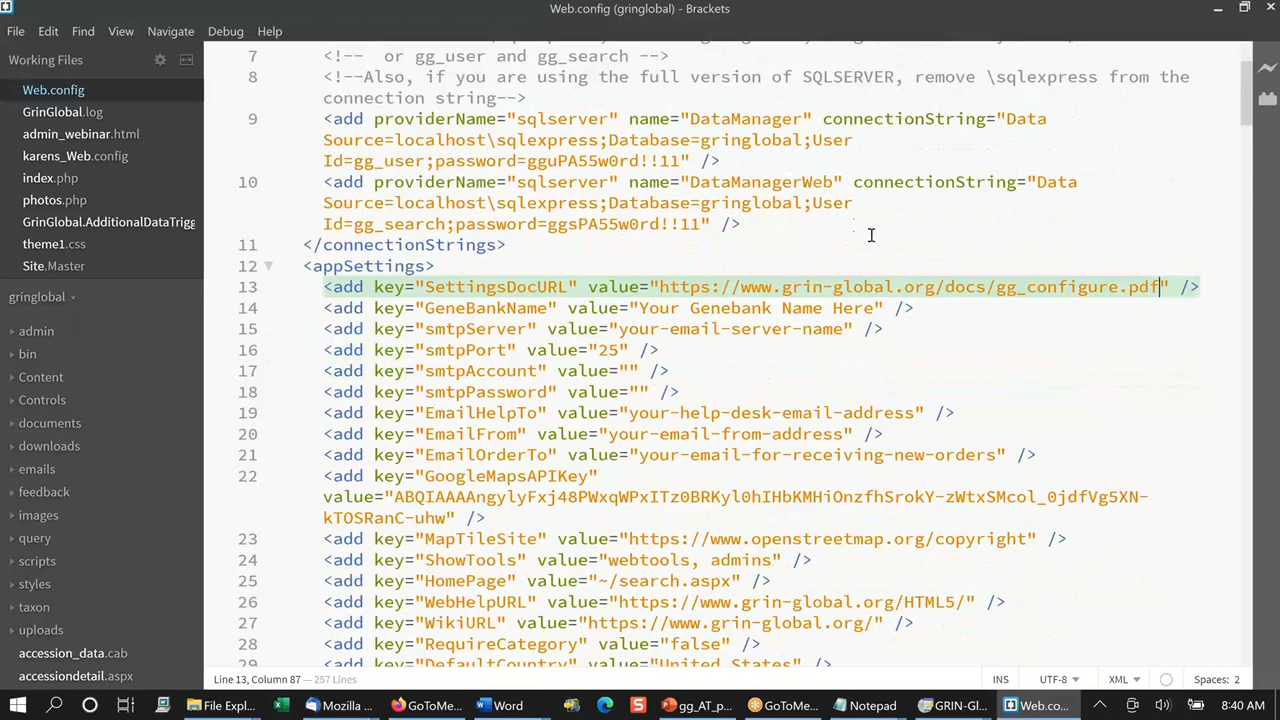 Web.config (gringlobal) - Brackets
File Edit Find View Navigate Debug Help
Working Files
Web.config
GrinGlobal.log
admin_webinar.html
karens_Web.config
index.php
photos.php
GrinGlobal.AdditionalDataTrigg
theme1.css
Site.Master
gringlobal
admin
bin
Content
Controls
documents
downloads
emails
feedback
images
query
scripts
styles
taxon
uploads
accession_data.cab
accessiondetail.aspx
7 <!-- or gg_user and gg_search -->
8 <!--Also, if you are using the full version of SQLSERVER, remove \sqlexpress from the
connection string-->
9 <add providerName="sqlserver" name="DataManager" connectionString="Data
Source=localhost\sqlexpress;Database=gringlobal;User
Id=gg_user;password=gguPA55w0rd!!11" />
10 <add providerName="sqlserver" name="DataManagerWeb" connectionString="Data
Source=localhost\sqlexpress;Database=gringlobal;User
Id=gg_search;password=ggsPA55w0rd!!11" />
11 </connectionStrings>
12 <appSettings>
13 <add key="SettingsDocURL" value="https://www.grin-global.org/docs/gg_configure.pdf" />
14 <add key="GeneBankName" value="Your Genebank Name Here" />
15 <add key="smtpServer" value="your-email-server-name" />
16 <add key="smtpPort" value="25" />
17 <add key="smtpAccount" value="" />
18 <add key="smtpPassword" value="" />
19 <add key="EmailHelpTo" value="your-help-desk-email-address" />
20 <add key="EmailFrom" value="your-email-from-address" />
21 <add key="EmailOrderTo" value="your-email-for-receiving-new-orders" />
22 <add key="GoogleMapsAPIKey"
value="ABQIAAAAngylyFxj48PWxqWPxITz0BRKyl0hIHbKMHiOnzfhSrokY-zWtxSMcol_0jdfVg5XN-
kTOSRanC-uhw" />
23 <add key="MapTileSite" value="https://www.openstreetmap.org/copyright" />
24 <add key="ShowTools" value="webtools, admins" />
25 <add key="HomePage" value="~/search.aspx" />
26 <add key="WebHelpURL" value="https://www.grin-global.org/HTML5/" />
27 <add key="WikiURL" value="https://www.grin-global.org/" />
28 <add key="RequireCategory" value="false" />
29 <add key="DefaultCountry" value="United States" />
Line 13, Column 87 — 257 Lines INS UTF-8 XML Spaces: 2
File Explo... Mozilla ... GoToMe... Word gg_AT_p... GoToMe... Notepad GRIN-Gl... Web.co... 8:40 AM